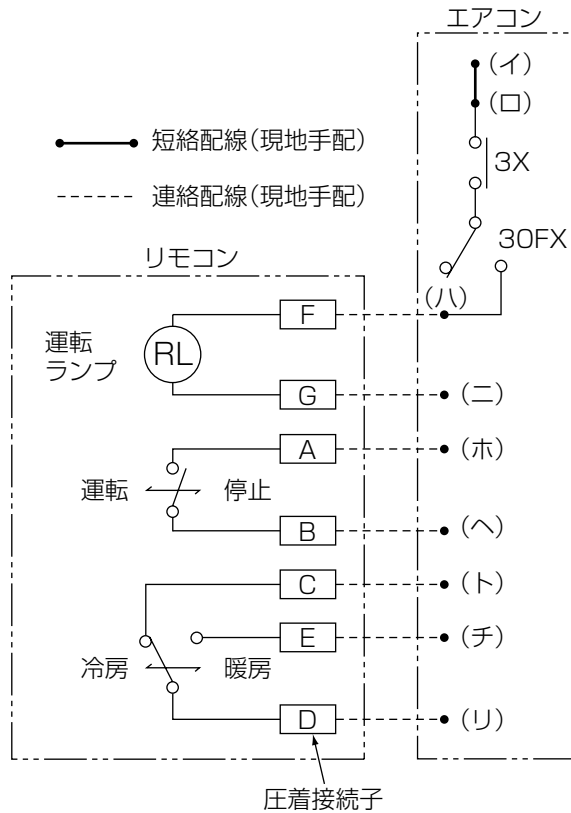 エアコン
(イ)
(ロ)
短絡配線(現地手配)
3X
連絡配線(現地手配)
30FX
リモコン
(ハ)
F
運転
ランプ
RL
G
(ニ)
A
(ホ)
運転
停止
B
(ヘ)
C
(ト)
E
(チ)
冷房
暖房
D
(リ)
圧着接続子